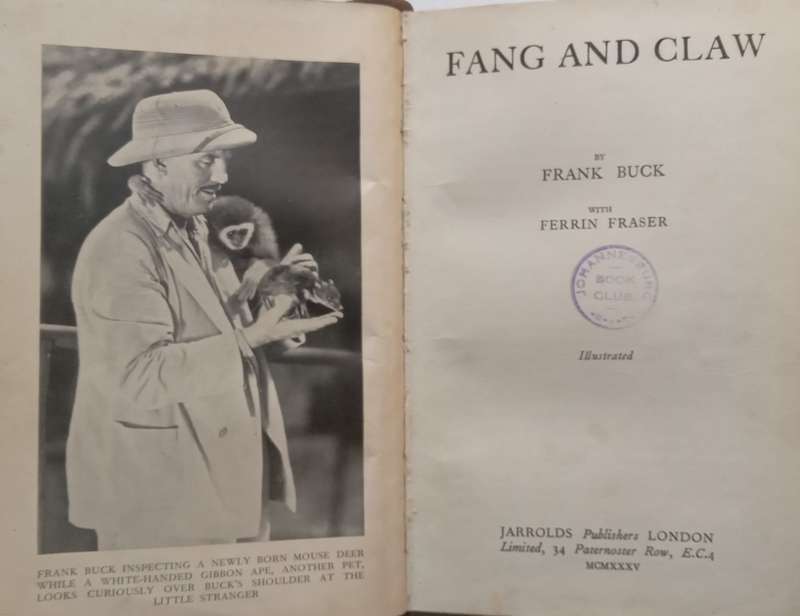 FRANK BUCK INSPECTING A NEWLY BORN MOUSE DEER
WHILE A WHITE-HANDED GIBBON APE, ANOTHER PET,
LOOKS CURIOUSLY OVER BUCK'S SHOULDER AT THE
LITTLE STRANGER
FANG AND CLAW
BY
FRANK BUCK
WITH
FERRIN FRASER
JOHANNESBURG
BOOK
CLUB
Illustrated
JARROLDS Publishers LONDON
Limited, 34 Paternoster Row, E.C.4
MCMXXXV